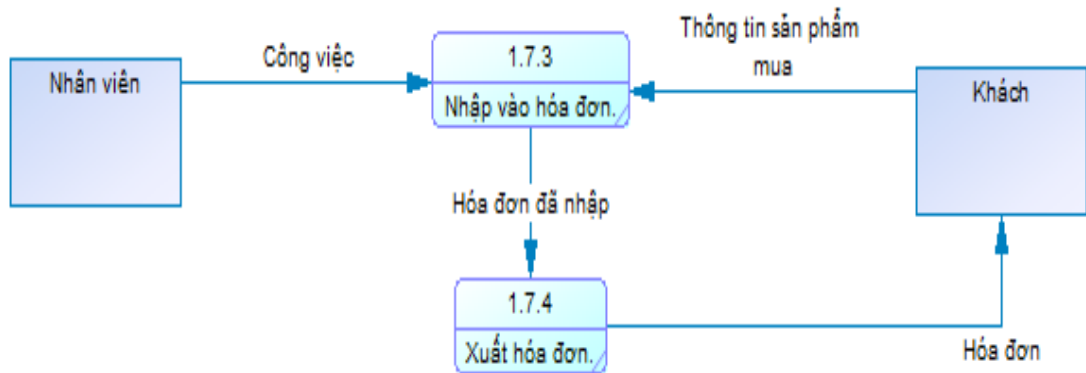 Nhân viên
Công việc
1.7.3
Nhập vào hóa đơn.
Thông tin sản phẩm
mua
Khách
Hóa đơn đã nhập
1.7.4
Xuất hóa đơn.
Hóa đơn